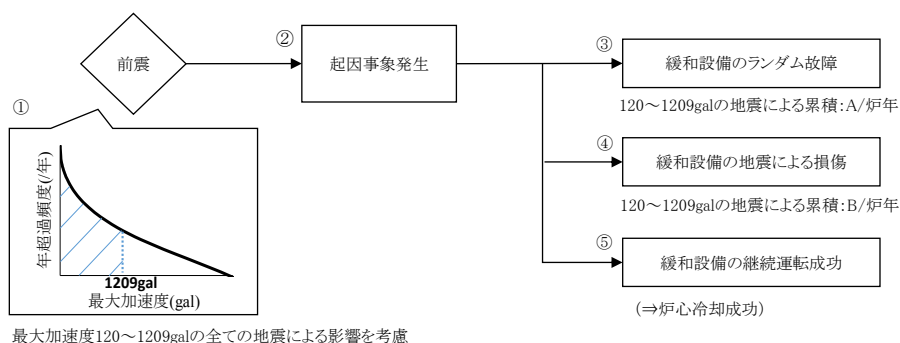 前震
②
起因事象発生
③
緩和設備のランダム故障
120～1209galの地震による累積：A/炉年
④
緩和設備の地震による損傷
120～1209galの地震による累積：B/炉年
⑤
緩和設備の継続運転成功
(⇒炉心冷却成功)
①
年超過頻度(/年)
1209gal
最大加速度(gal)
最大加速度120～1209galの全ての地震による影響を考慮